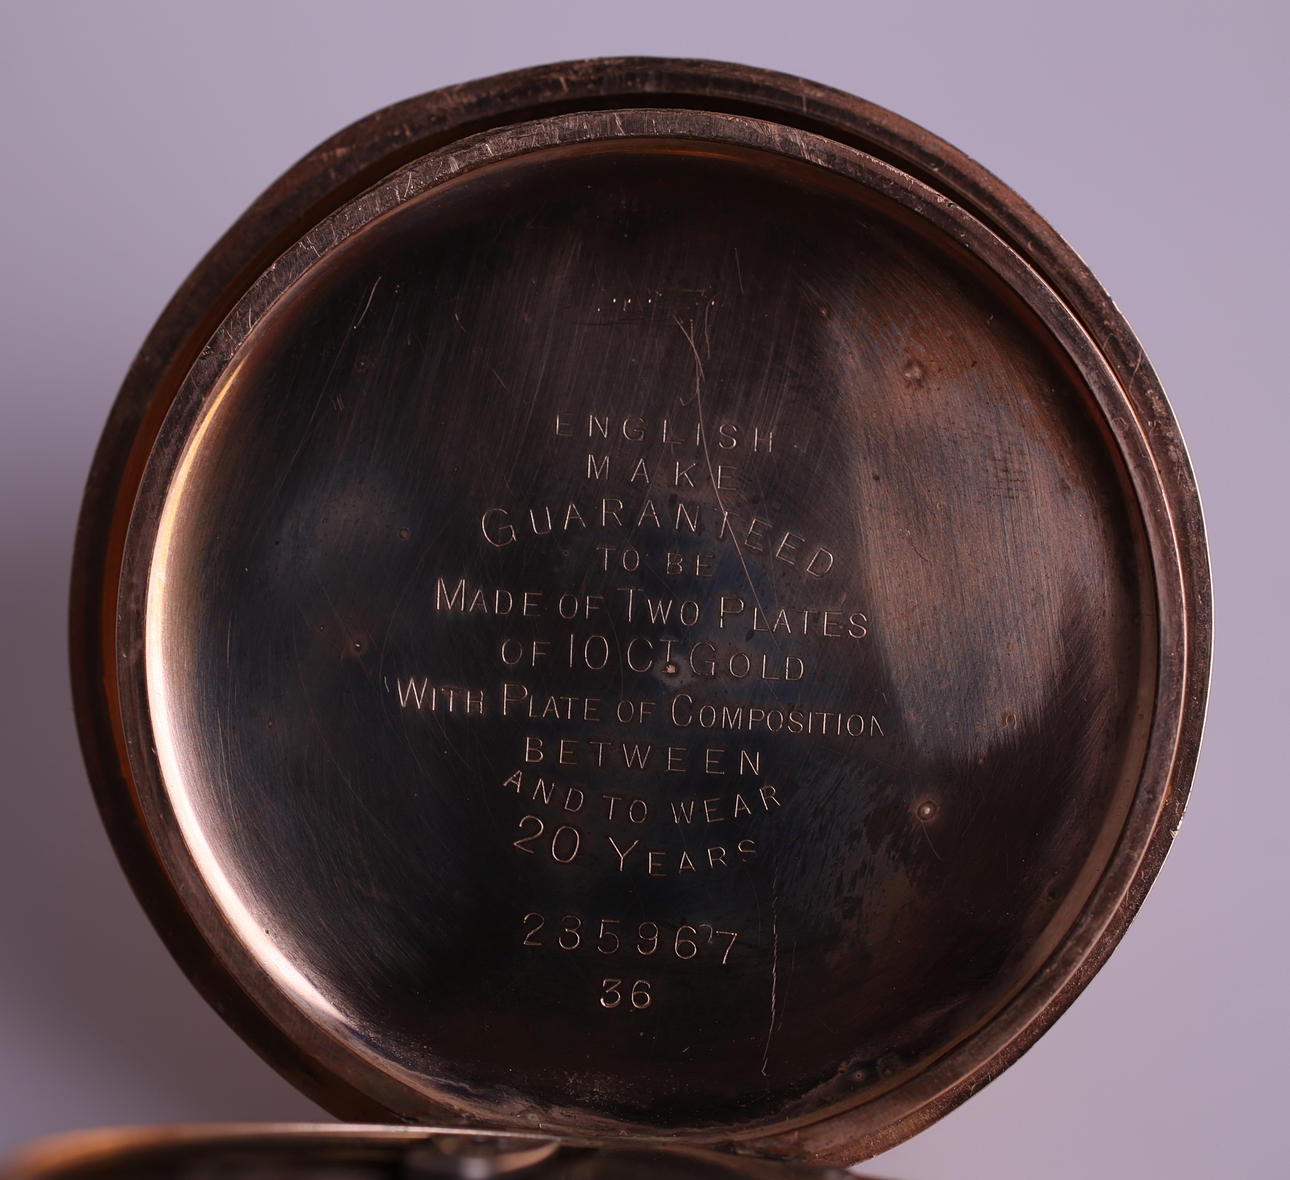 ENGLISH
MAKE
GUARANTEED
TO BE
MADE OF TWO PLATES
OF 10 CT GOLD
WITH PLATE OF COMPOSITION
BETWEEN
AND TO WEAR
20 YEARS
235967
36